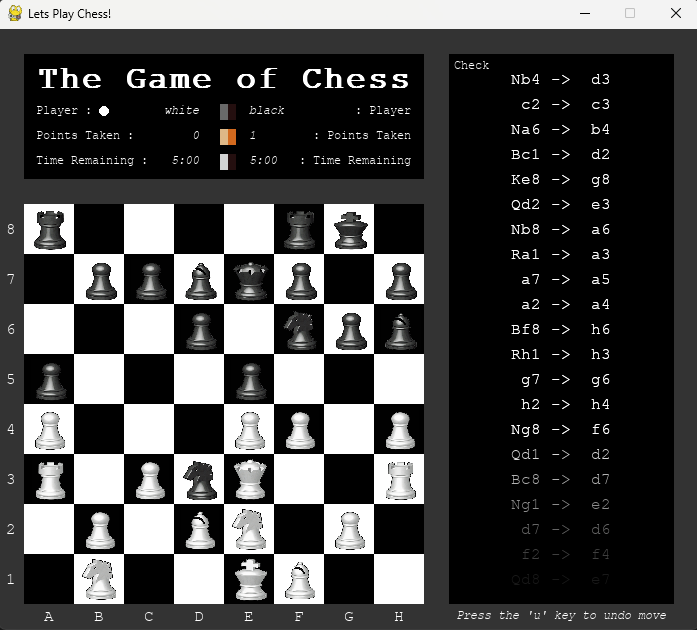 Lets Play Chess!
The Game of Chess
Player : white black : Player
Points Taken : 0 1 : Points Taken
Time Remaining : 5:00 5:00 : Time Remaining
8
7
6
5
4
3
2
1
A B C D E F G H
Check
Nb4 -> d3
c2 -> c3
Na6 -> b4
Bc1 -> d2
Ke8 -> g8
Qd2 -> e3
Nb8 -> a6
Ra1 -> a3
a7 -> a5
a2 -> a4
Bf8 -> h6
Rh1 -> h3
g7 -> g6
h2 -> h4
Ng8 -> f6
Qd1 -> d2
Bc8 -> d7
Ng1 -> e2
d7 -> d6
f2 -> f4
Qd8 -> e7
Press the 'u' key to undo move